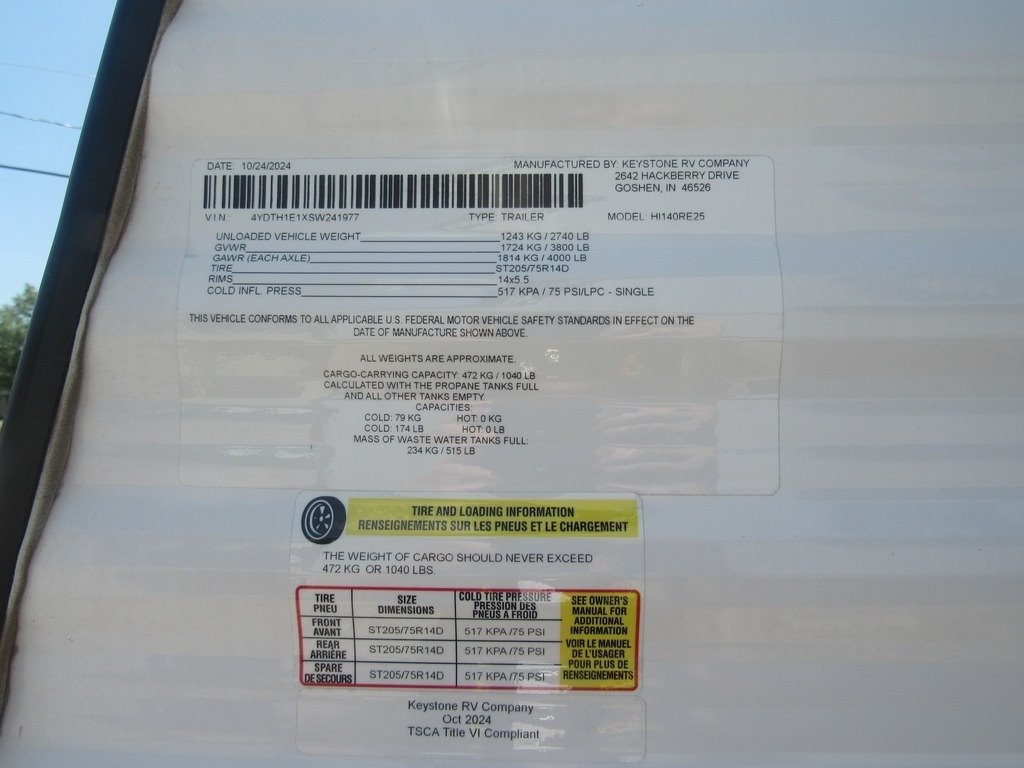 DATE: 10/24/2024 MANUFACTURED BY: KEYSTONE RV COMPANY
2642 HACKBERRY DRIVE
GOSHEN, IN 46526
VIN: 4YDTH1E1XSW241977 TYPE: TRAILER MODEL: HI140RE25
UNLOADED VEHICLE WEIGHT 1243 KG / 2740 LB
GVWR 1724 KG / 3800 LB
GAWR (EACH AXLE) 1814 KG / 4000 LB
TIRE ST205/75R14D
RIMS 14x5.5
COLD INFL. PRESS 517 KPA / 75 PSI/LPC - SINGLE
THIS VEHICLE CONFORMS TO ALL APPLICABLE U.S. FEDERAL MOTOR VEHICLE SAFETY STANDARDS IN EFFECT ON THE
DATE OF MANUFACTURE SHOWN ABOVE.
ALL WEIGHTS ARE APPROXIMATE.
CARGO-CARRYING CAPACITY: 472 KG / 1040 LB
CALCULATED WITH THE PROPANE TANKS FULL
AND ALL OTHER TANKS EMPTY.
CAPACITIES:
COLD: 79 KG HOT: 0 KG
COLD: 174 LB HOT: 0 LB
MASS OF WASTE WATER TANKS FULL:
234 KG / 515 LB
TIRE AND LOADING INFORMATION
RENSEIGNEMENTS SUR LES PNEUS ET LE CHARGEMENT
THE WEIGHT OF CARGO SHOULD NEVER EXCEED
472 KG OR 1040 LBS.
TIRE
PNEU
SIZE
DIMENSIONS
COLD TIRE PRESSURE
PRESSION DES
PNEUS A FROID
FRONT
AVANT
ST205/75R14D 517 KPA /75 PSI
REAR
ARRIÈRE
ST205/75R14D 517 KPA /75 PSI
SPARE
DE SECOURS
ST205/75R14D 517 KPA /75 PSI
SEE OWNER'S
MANUAL FOR
ADDITIONAL
INFORMATION
VOIR LE MANUEL
DE L'USAGER
POUR PLUS DE
RENSEIGNEMENTS
Keystone RV Company
Oct 2024
TSCA Title VI Compliant